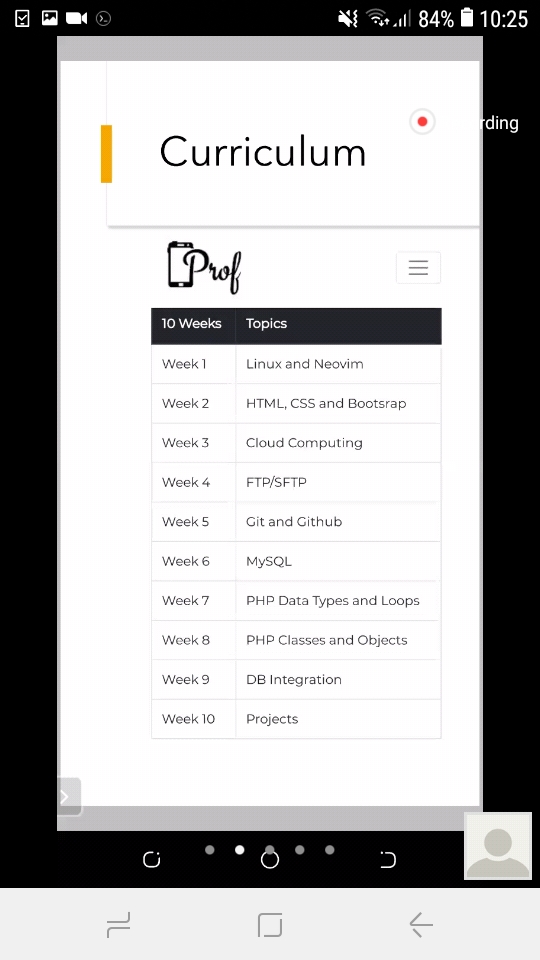 84% 10:25
rding
Curriculum
Prof
10 Weeks Topics
Week 1 Linux and Neovim
Week 2 HTML, CSS and Bootsrap
Week 3 Cloud Computing
Week 4 FTP/SFTP
Week 5 Git and Github
Week 6 MySQL
Week 7 PHP Data Types and Loops
Week 8 PHP Classes and Objects
Week 9 DB Integration
Week 10 Projects